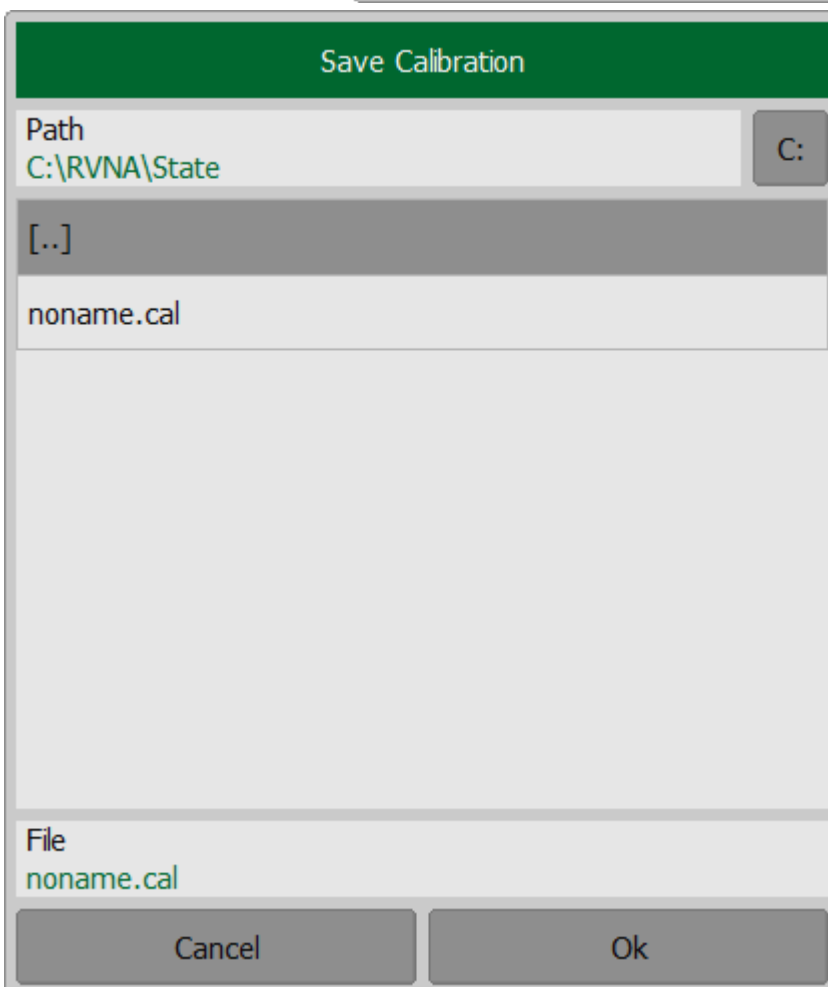 Save Calibration
Path
C:\RVNA\State
C:
[..]
noname.cal
File
noname.cal
Cancel
Ok